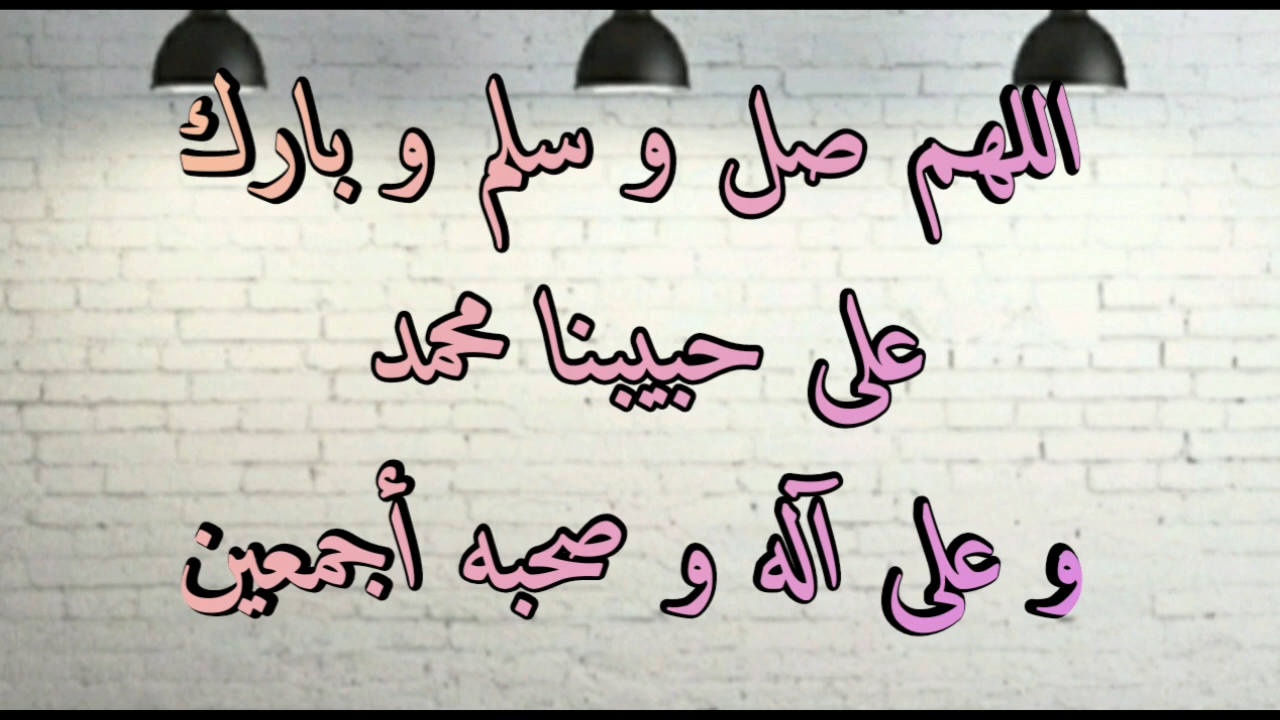 اللهم صل و سلم و بارك
على حبيبنا محمد
و على آله و صحبه أجمعين